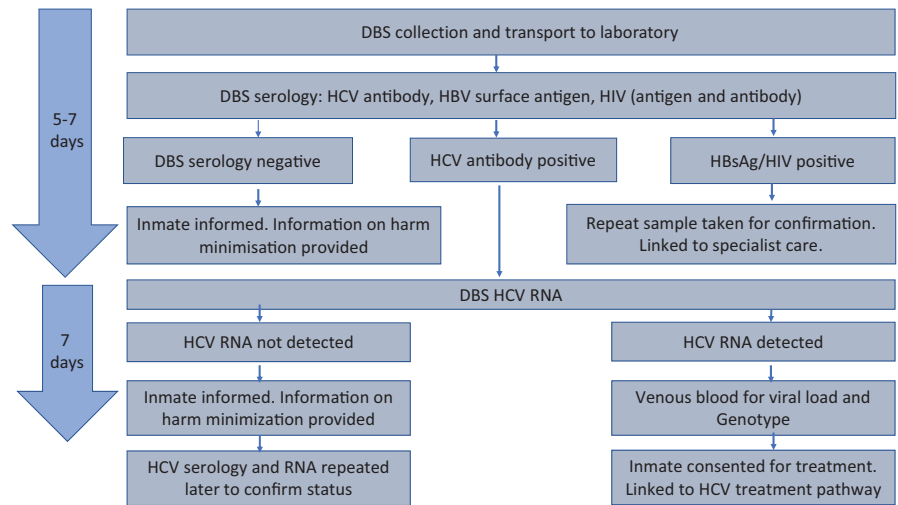 DBS collection and transport to laboratory
DBS serology: HCV antibody, HBV surface antigen, HIV (antigen and antibody)
5-7
days
DBS serology negative
HCV antibody positive
HBsAg/HIV positive
Inmate informed. Information on harm
minimisation provided
Repeat sample taken for confirmation.
Linked to specialist care.
DBS HCV RNA
7
days
HCV RNA not detected
HCV RNA detected
Inmate informed. Information on
harm minimization provided
Venous blood for viral load and
Genotype
HCV serology and RNA repeated
later to confirm status
Inmate consented for treatment.
Linked to HCV treatment pathway